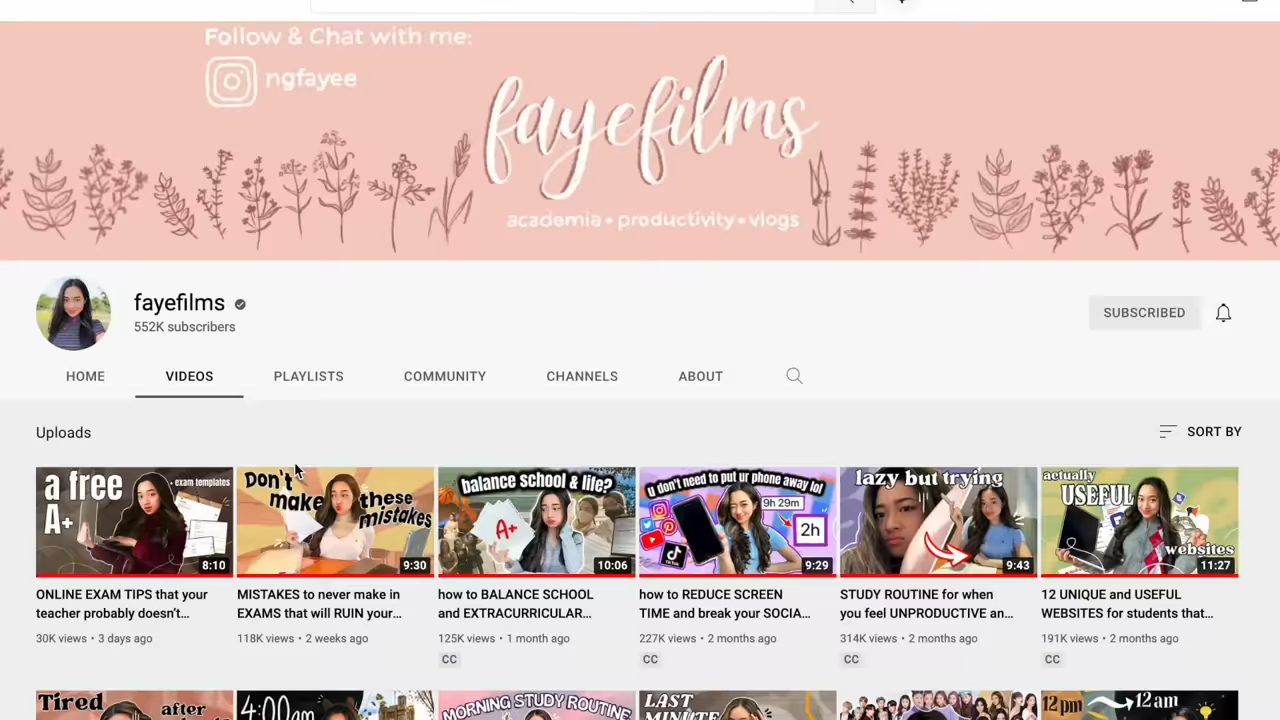 Follow & Chat with me:
ngfayee
fayefilms
academia • productivity • vlogs
fayefilms
552K subscribers
SUBSCRIBED
HOME
VIDEOS
PLAYLISTS
COMMUNITY
CHANNELS
ABOUT
Uploads
SORT BY
a free
A+
+ exam templates
8:10
Don't
make these
mistakes
9:30
balance school & life?
A+
10:06
u don't need to put ur phone away lol
9h 29m
2h
TikTok
9:29
lazy but trying
9:43
actually
USEFUL
websites
11:27
ONLINE EXAM TIPS that your
teacher probably doesn't...
30K views • 3 days ago
MISTAKES to never make in
EXAMS that will RUIN your...
118K views • 2 weeks ago
how to BALANCE SCHOOL
and EXTRACURRICULAR...
125K views • 1 month ago
CC
how to REDUCE SCREEN
TIME and break your SOCIA...
227K views • 2 months ago
CC
STUDY ROUTINE for when
you feel UNPRODUCTIVE an...
314K views • 2 months ago
CC
12 UNIQUE and USEFUL
WEBSITES for students that...
191K views • 2 months ago
CC
Tired
after
4:00am
MORNING STUDY ROUTINE
LAST
MINUTE
12 pm
12am